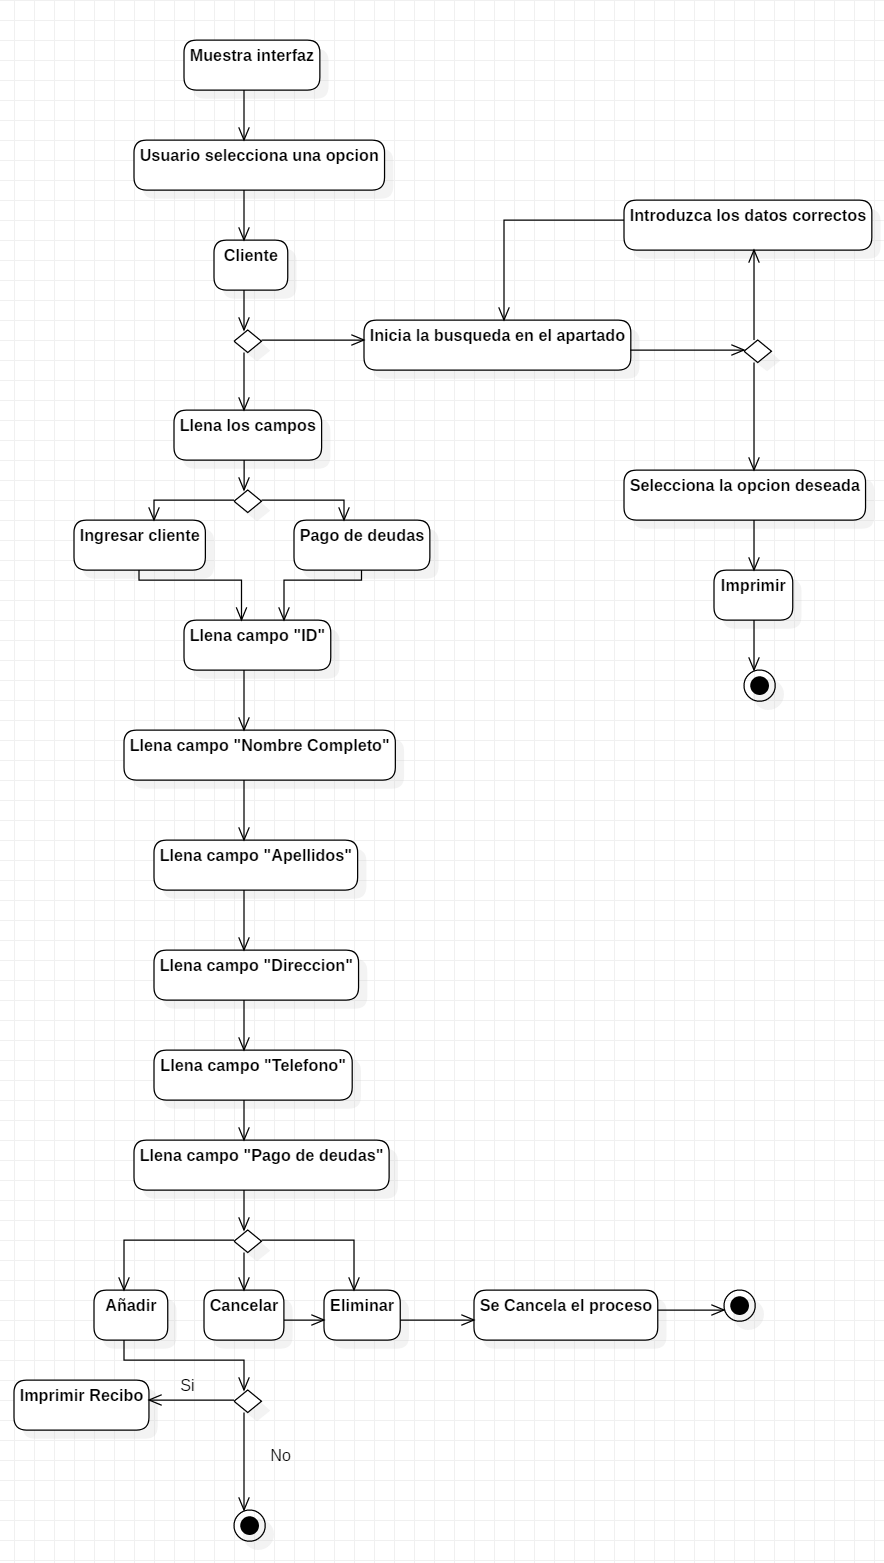 Muestra interfaz
Usuario selecciona una opcion
Introduzca los datos correctos
Cliente
Inicia la busqueda en el apartado
Llena los campos
Selecciona la opcion deseada
Ingresar cliente
Pago de deudas
Imprimir
Llena campo "ID"
Llena campo "Nombre Completo"
Llena campo "Apellidos"
Llena campo "Direccion"
Llena campo "Telefono"
Llena campo "Pago de deudas"
Añadir
Cancelar
Eliminar
Se Cancela el proceso
Si
Imprimir Recibo
No